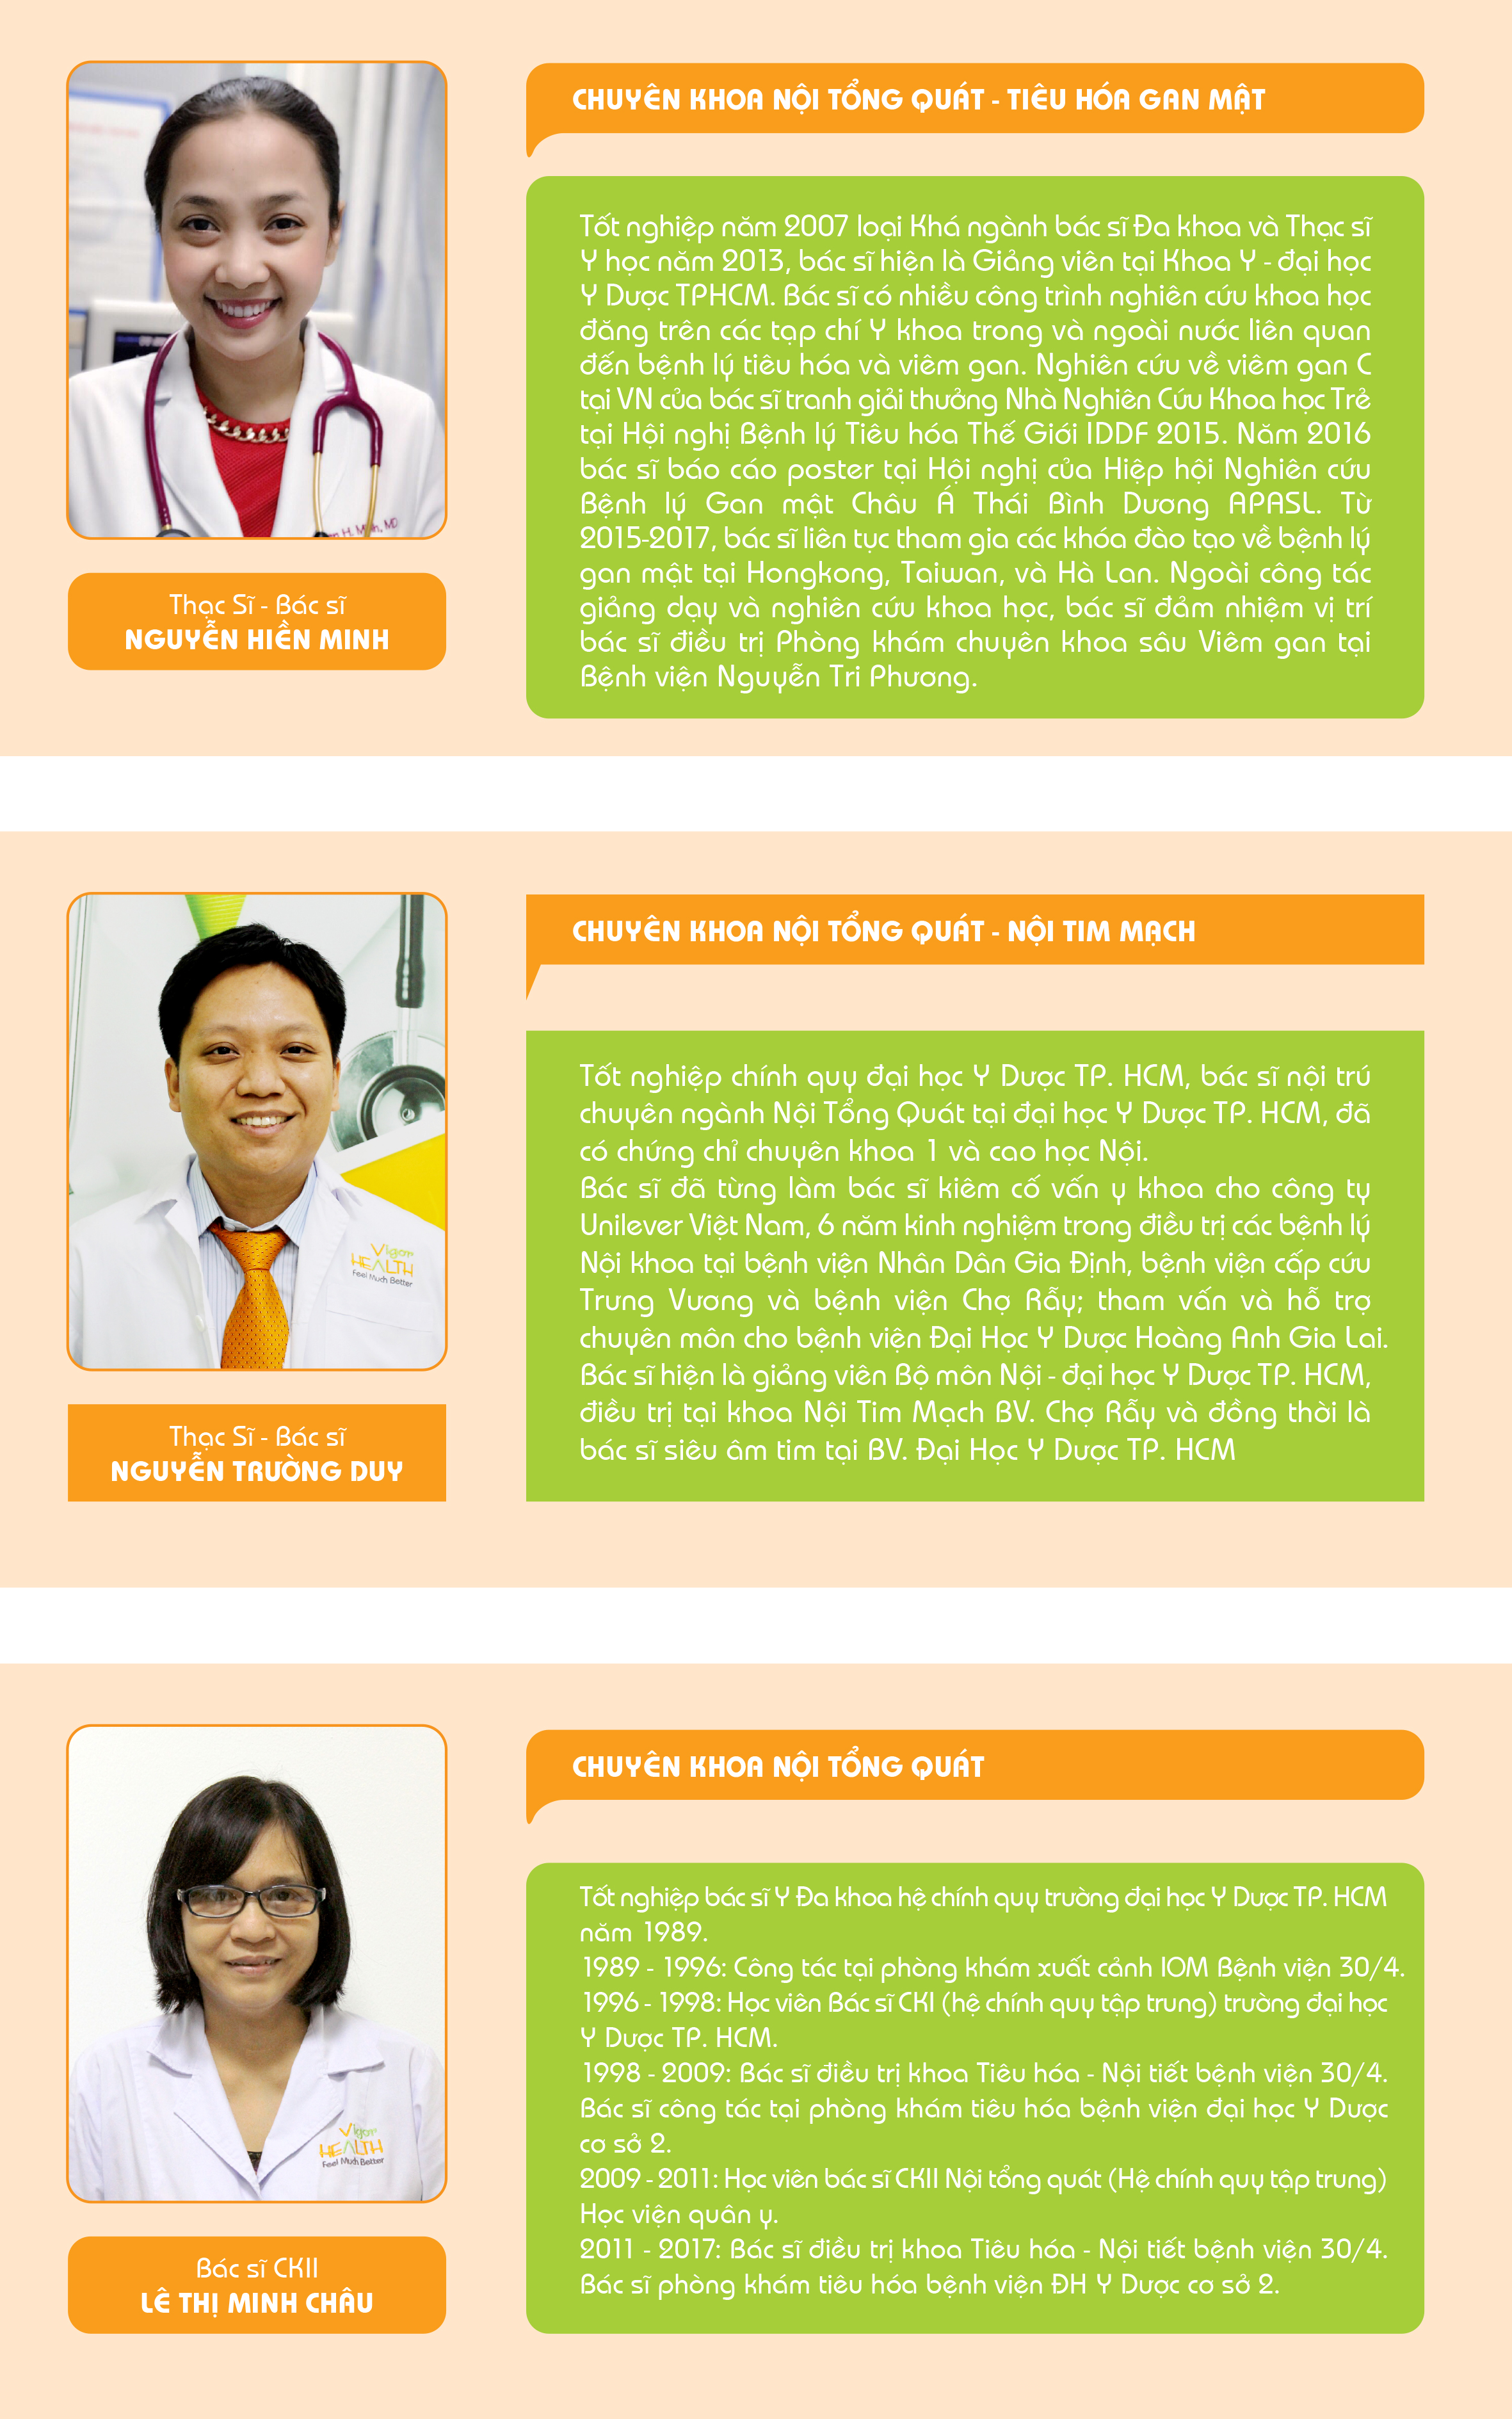 CHUYÊN KHOA NỘI TỔNG QUÁT - TIÊU HÓA GAN MẬT
Tốt nghiệp năm 2007 loại Khá ngành bác sĩ Đa khoa và Thạc sĩ
Y học năm 2013, bác sĩ hiện là Giảng viên tại Khoa Y - đại học
Y Dược TPHCM. Bác sĩ có nhiều công trình nghiên cứu khoa học
đăng trên các tạp chí Y khoa trong và ngoài nước liên quan
đến bệnh lý tiêu hóa và viêm gan. Nghiên cứu về viêm gan C
tại VN của bác sĩ tranh giải thưởng Nhà Nghiên Cứu Khoa học Trẻ
tại Hội nghị Bệnh lý Tiêu hóa Thế Giới IDDF 2015. Năm 2016
bác sĩ báo cáo poster tại Hội nghị của Hiệp hội Nghiên cứu
Bệnh lý Gan mật Châu Á Thái Bình Dương APASL. Từ
2015-2017, bác sĩ liên tục tham gia các khóa đào tạo về bệnh lý
gan mật tại Hongkong, Taiwan, và Hà Lan. Ngoài công tác
giảng dạy và nghiên cứu khoa học, bác sĩ đảm nhiệm vị trí
bác sĩ điều trị Phòng khám chuyên khoa sâu Viêm gan tại
Bệnh viện Nguyễn Tri Phương.
MD
Thạc Sĩ - Bác sĩ
NGUYỄN HIỀN MINH
CHUYÊN KHOA NỘI TỔNG QUÁT - NỘI TIM MẠCH
Tốt nghiệp chính quy đại học Y Dược TP. HCM, bác sĩ nội trú
chuyên ngành Nội Tổng Quát tại đại học Y Dược TP. HCM, đã
có chứng chỉ chuyên khoa 1 và cao học Nội.
Bác sĩ đã từng làm bác sĩ kiêm cố vấn y khoa cho công ty
Unilever Việt Nam, 6 năm kinh nghiệm trong điều trị các bệnh lý
Nội khoa tại bệnh viện Nhân Dân Gia Định, bệnh viện cấp cứu
Trưng Vương và bệnh viện Chợ Rẫy; tham vấn và hỗ trợ
chuyên môn cho bệnh viện Đại Học Y Dược Hoàng Anh Gia Lai.
Bác sĩ hiện là giảng viên Bộ môn Nội - đại học Y Dược TP. HCM,
điều trị tại khoa Nội Tim Mạch BV. Chợ Rẫy và đồng thời là
bác sĩ siêu âm tim tại BV. Đại Học Y Dược TP. HCM
Vigor
HEALTH
Feel Much Better
Thạc Sĩ - Bác sĩ
NGUYỄN TRƯỜNG DUY
CHUYÊN KHOA NỘI TỔNG QUÁT
Tốt nghiệp bác sĩ Y Đa khoa hệ chính quy trường đại học Y Dược TP. HCM
năm 1989.
1989 - 1996: Công tác tại phòng khám xuất cảnh IOM Bệnh viện 30/4.
1996 - 1998: Học viên Bác sĩ CKI (hệ chính quy tập trung) trường đại học
Y Dược TP. HCM.
1998 - 2009: Bác sĩ điều trị khoa Tiêu hóa - Nội tiết bệnh viện 30/4.
Bác sĩ công tác tại phòng khám tiêu hóa bệnh viện đại học Y Dược
cơ sở 2.
2009 - 2011: Học viên bác sĩ CKII Nội tổng quát (Hệ chính quy tập trung)
Học viện quân y.
2011 - 2017: Bác sĩ điều trị khoa Tiêu hóa - Nội tiết bệnh viện 30/4.
Bác sĩ phòng khám tiêu hóa bệnh viện ĐH Y Dược cơ sở 2.
Vigor
HEALTH
Feel Much Better
Bác sĩ CKII
LÊ THỊ MINH CHÂU